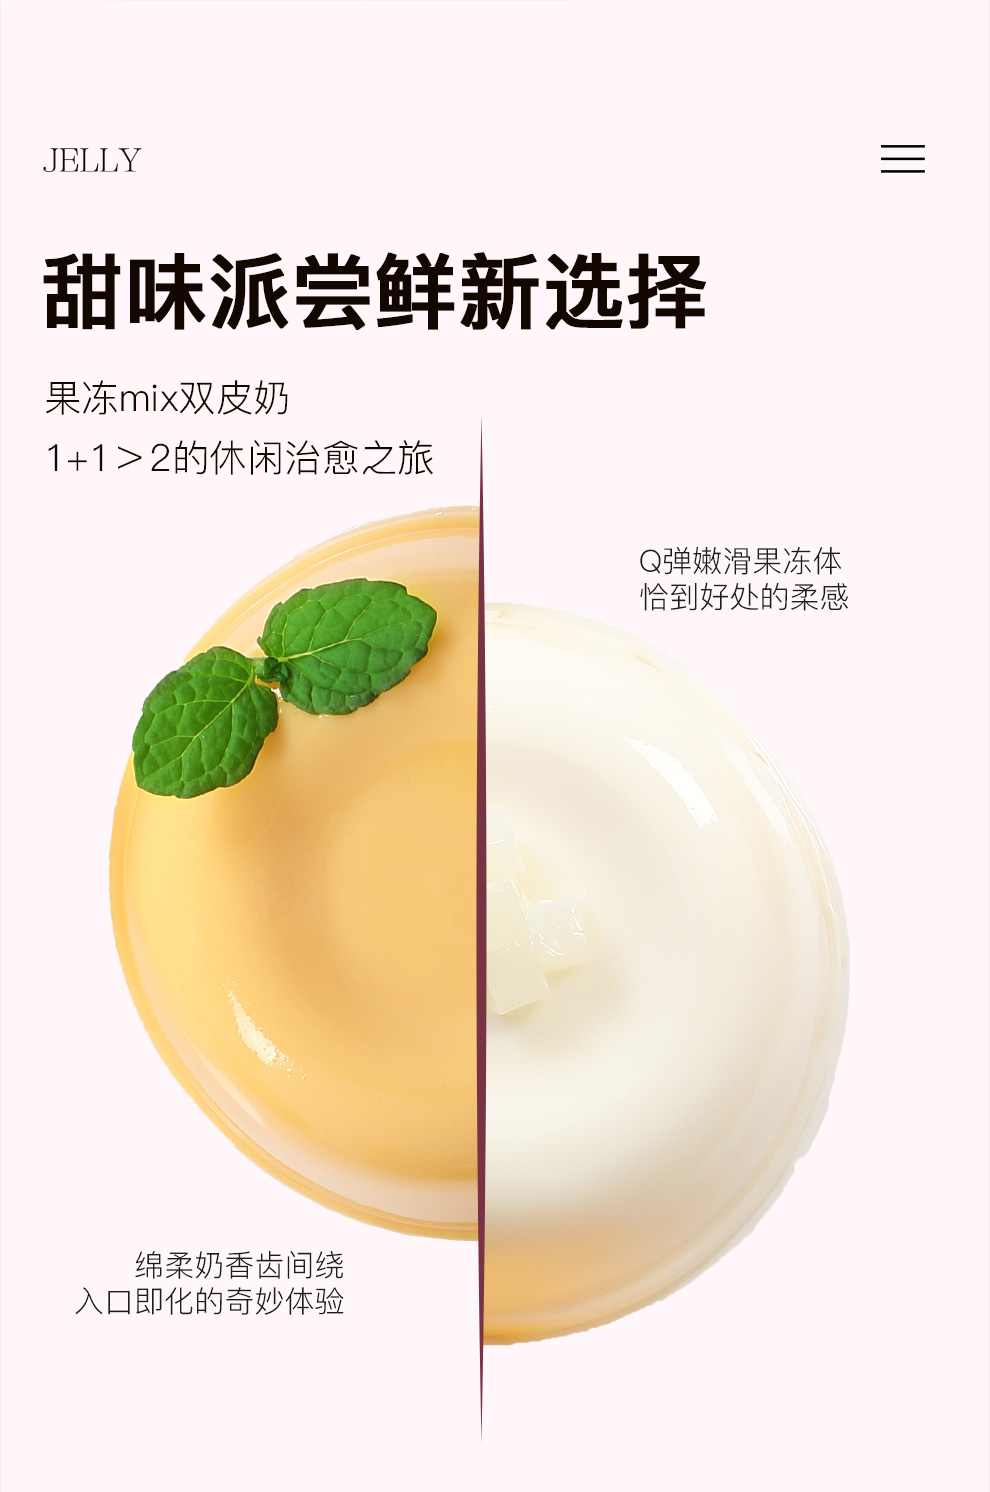 JELLY
甜味派尝鲜新选择
果冻mix双皮奶
1+1＞2的休闲治愈之旅
Q弹嫩滑果冻体
恰到好处的柔感
绵柔奶香齿间绕
入口即化的奇妙体验